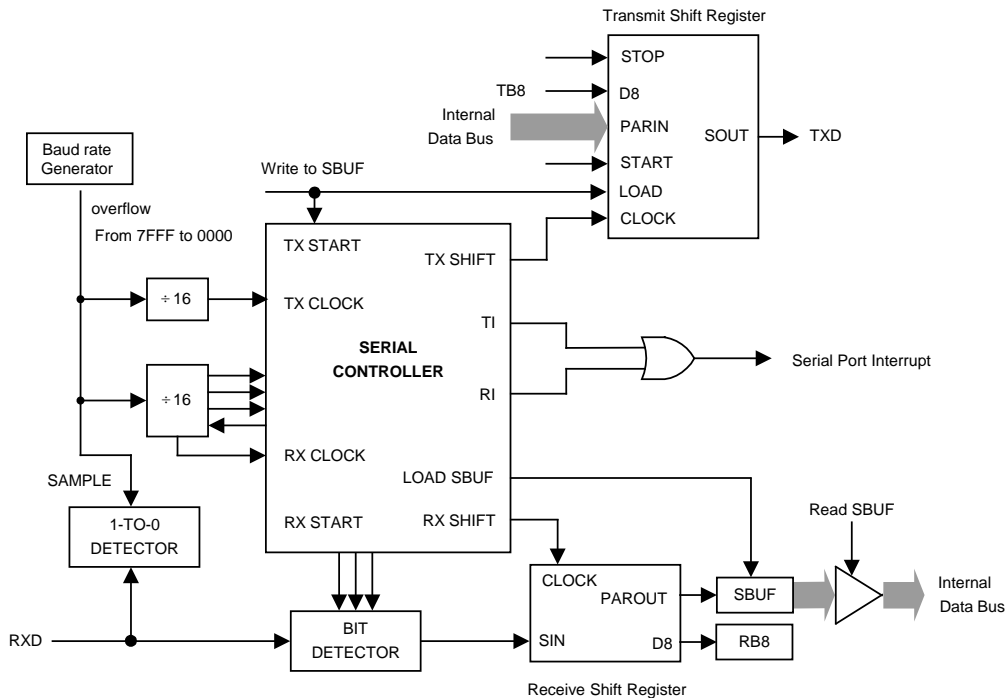 Transmit Shift Register
STOP
TB8
D8
Internal
Data Bus
PARIN
SOUT
TXD
START
LOAD
CLOCK
Baud rate
Generator
Write to SBUF
overflow
From 7FFF to 0000
TX START
TX SHIFT
÷ 16
TX CLOCK
TI
SERIAL
CONTROLLER
Serial Port Interrupt
÷ 16
RI
RX CLOCK
LOAD SBUF
SAMPLE
RX START
RX SHIFT
Read SBUF
1-TO-0
DETECTOR
CLOCK
PAROUT
SBUF
Internal
Data Bus
RXD
BIT
DETECTOR
SIN
D8
RB8
Receive Shift Register